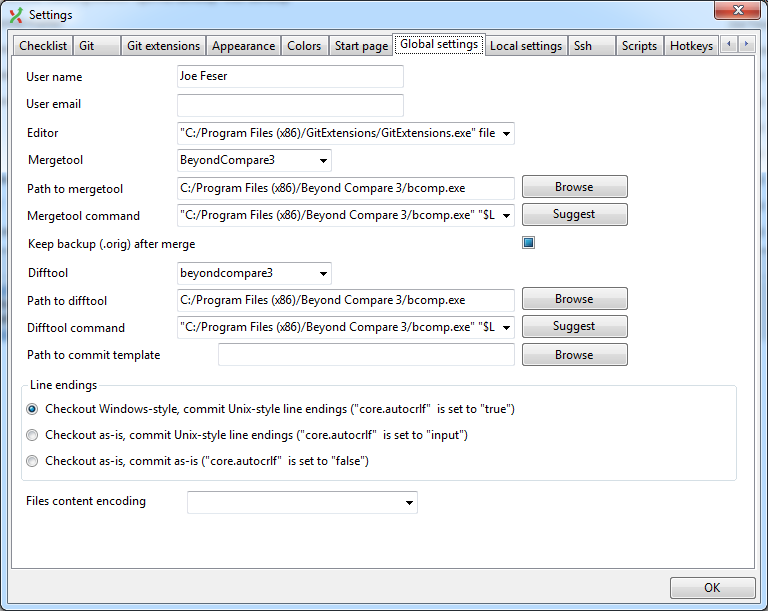 Settings
Checklist Git Git extensions Appearance Colors Start page Global settings Local settings Ssh Scripts Hotkeys
User name Joe Feser
User email
Editor "C:/Program Files (x86)/GitExtensions/GitExtensions.exe" file
Mergetool BeyondCompare3
Path to mergetool C:/Program Files (x86)/Beyond Compare 3/bcomp.exe Browse
Mergetool command "C:/Program Files (x86)/Beyond Compare 3/bcomp.exe" "$L Suggest
Keep backup (.orig) after merge
Difftool beyondcompare3
Path to difftool C:/Program Files (x86)/Beyond Compare 3/bcomp.exe Browse
Difftool command "C:/Program Files (x86)/Beyond Compare 3/bcomp.exe" "$L Suggest
Path to commit template Browse
Line endings
Checkout Windows-style, commit Unix-style line endings ("core.autocrlf" is set to "true")
Checkout as-is, commit Unix-style line endings ("core.autocrlf" is set to "input")
Checkout as-is, commit as-is ("core.autocrlf" is set to "false")
Files content encoding
OK